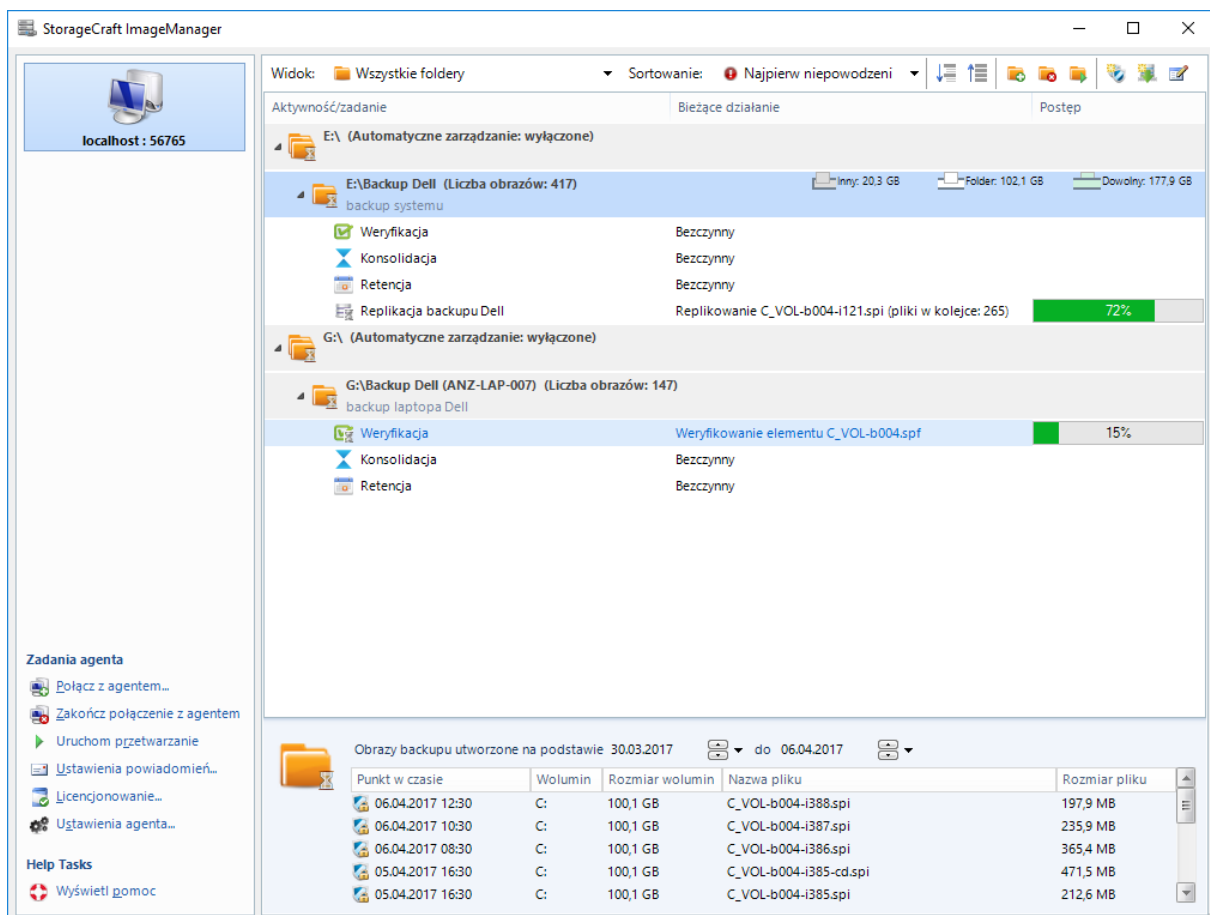 StorageCraft ImageManager
localhost : 56765
Widok: Wszystkie foldery Sortowanie: Najpierw niepowodzeni
Aktywność/zadanie Bieżące działanie Postęp
E:\ (Automatyczne zarządzanie: wyłączone)
E:\Backup Dell (Liczba obrazów: 417) Inny: 20,3 GB Folder: 102,1 GB Dowolny: 177,9 GB
backup systemu
Weryfikacja Bezczynny
Konsolidacja Bezczynny
Retencja Bezczynny
Replikacja backupu Dell Replikowanie C_VOL-b004-i121.spi (pliki w kolejce: 265) 72%
G:\ (Automatyczne zarządzanie: wyłączone)
G:\Backup Dell (ANZ-LAP-007) (Liczba obrazów: 147)
backup laptopa Dell
Weryfikacja Weryfikowanie elementu C_VOL-b004.spf 15%
Konsolidacja Bezczynny
Retencja Bezczynny
Zadania agenta
Połącz z agentem...
Zakończ połączenie z agentem
Uruchom przetwarzanie
Ustawienia powiadomień...
Licencjonowanie...
Ustawienia agenta...
Help Tasks
Wyświetl pomoc
Obrazy backupu utworzone na podstawie 30.03.2017 do 06.04.2017
Punkt w czasie Wolumin Rozmiar wolumin Nazwa pliku Rozmiar pliku
06.04.2017 12:30 C: 100,1 GB C_VOL-b004-i388.spi 197,9 MB
06.04.2017 10:30 C: 100,1 GB C_VOL-b004-i387.spi 235,9 MB
06.04.2017 08:30 C: 100,1 GB C_VOL-b004-i386.spi 365,4 MB
05.04.2017 16:30 C: 100,1 GB C_VOL-b004-i385-cd.spi 471,5 MB
05.04.2017 16:30 C: 100,1 GB C_VOL-b004-i385.spi 212,6 MB